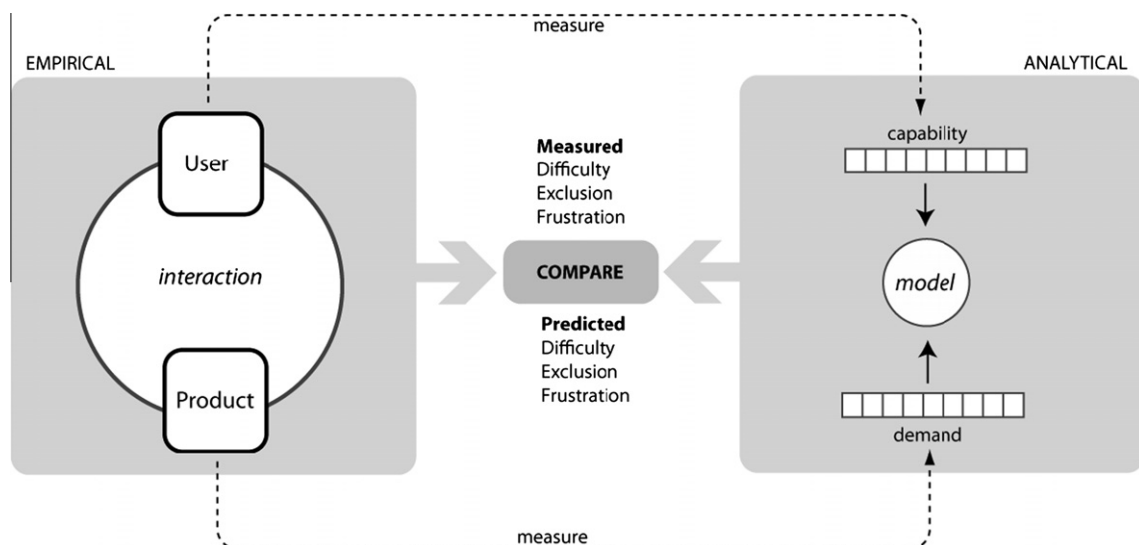 measure
EMPIRICAL
ANALYTICAL
User
interaction
Product
Measured
Difficulty
Exclusion
Frustration
COMPARE
Predicted
Difficulty
Exclusion
Frustration
capability
model
demand
measure